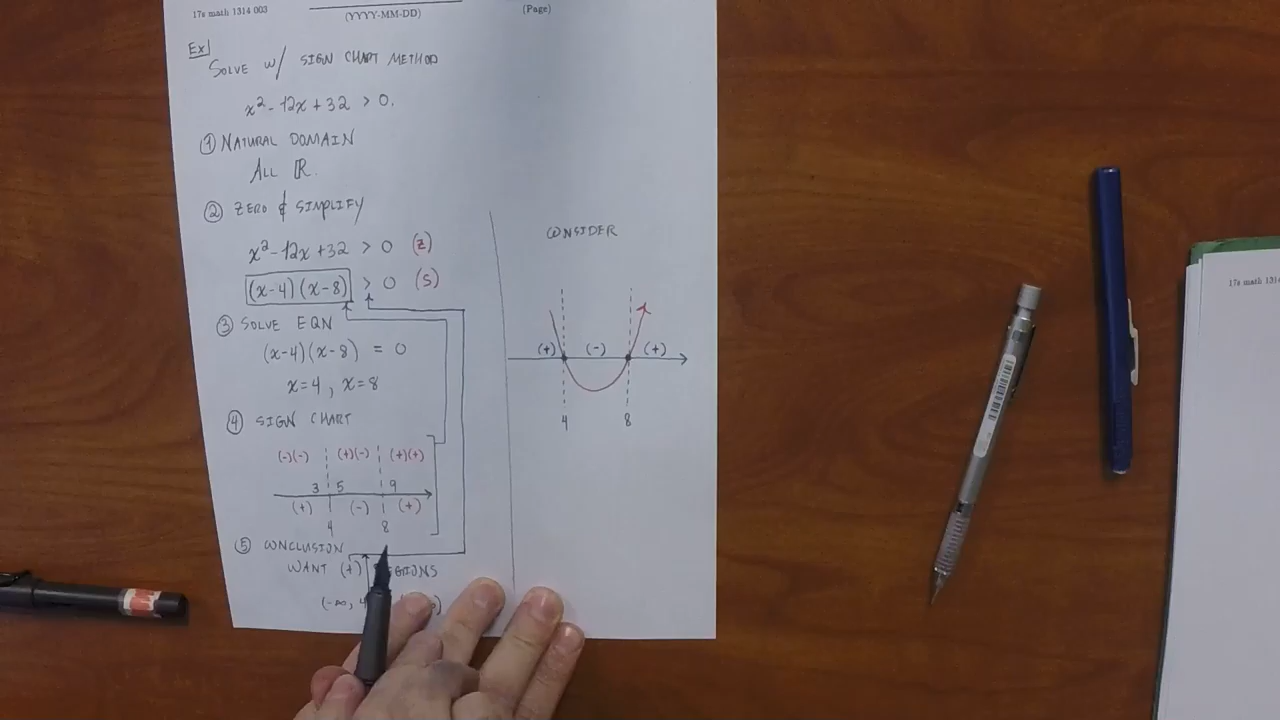 17s math 1314 003
(YYYY-MM-DD)
(Page)
Ex
SOLVE W/ SIGN CHART METHOD
x² - 12x + 32 > 0.
① NATURAL DOMAIN
ALL ℝ.
② ZERO & SIMPLIFY
x² - 12x + 32 > 0 (Z)
(x-4)(x-8) > 0 (S)
③ SOLVE EQN
(x-4)(x-8) = 0
x=4, x=8
④ SIGN CHART
(-)(-) (+)(-) (+)(+)
3 5 9
(+) (-) (+)
4 8
⑤ CONCLUSION
WANT (+)
(-∞, 4
CONSIDER
(+) (-) (+)
4 8
17s math 1314